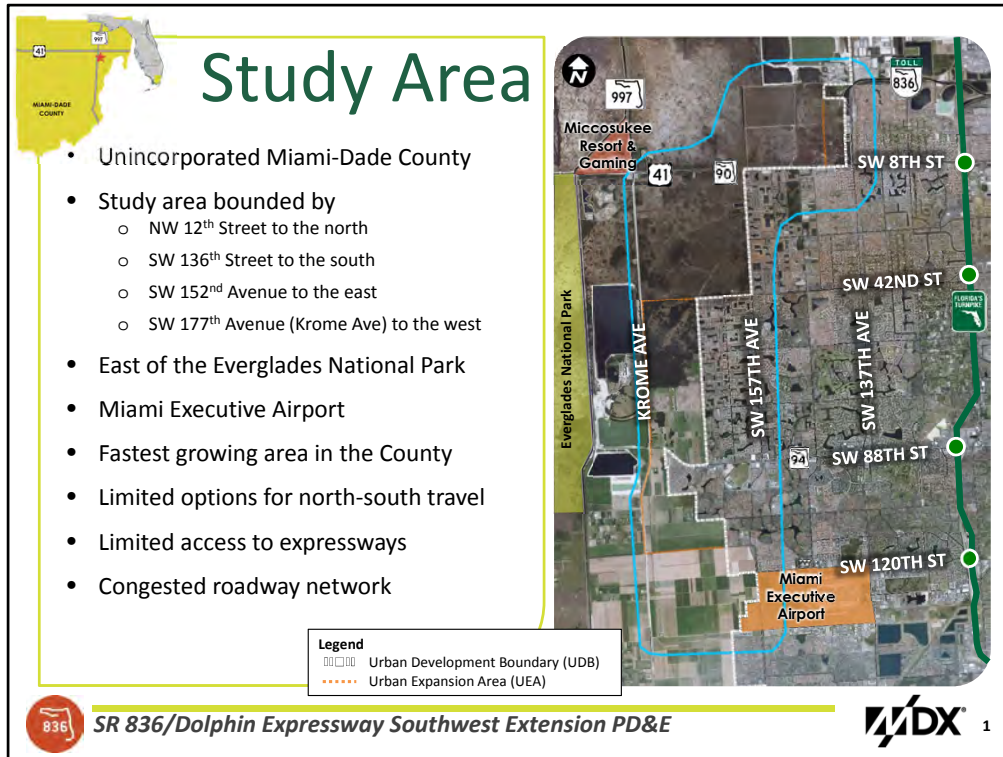 41
997
MIAMI-DADE
COUNTY
Study Area
• Unincorporated Miami-Dade County
• Study area bounded by
o NW 12th Street to the north
o SW 136th Street to the south
o SW 152nd Avenue to the east
o SW 177th Avenue (Krome Ave) to the west
• East of the Everglades National Park
• Miami Executive Airport
• Fastest growing area in the County
• Limited options for north-south travel
• Limited access to expressways
• Congested roadway network
N
997
TOLL
836
Miccosukee
Resort &
Gaming
41
90
SW 8TH ST
SW 42ND ST
FLORIDA'S
TURNPIKE
Everglades National Park
KROME AVE
SW 157TH AVE
SW 137TH AVE
94
SW 88TH ST
SW 120TH ST
Miami
Executive
Airport
Legend
Urban Development Boundary (UDB)
Urban Expansion Area (UEA)
836
SR 836/Dolphin Expressway Southwest Extension PD&E
MDX®
1